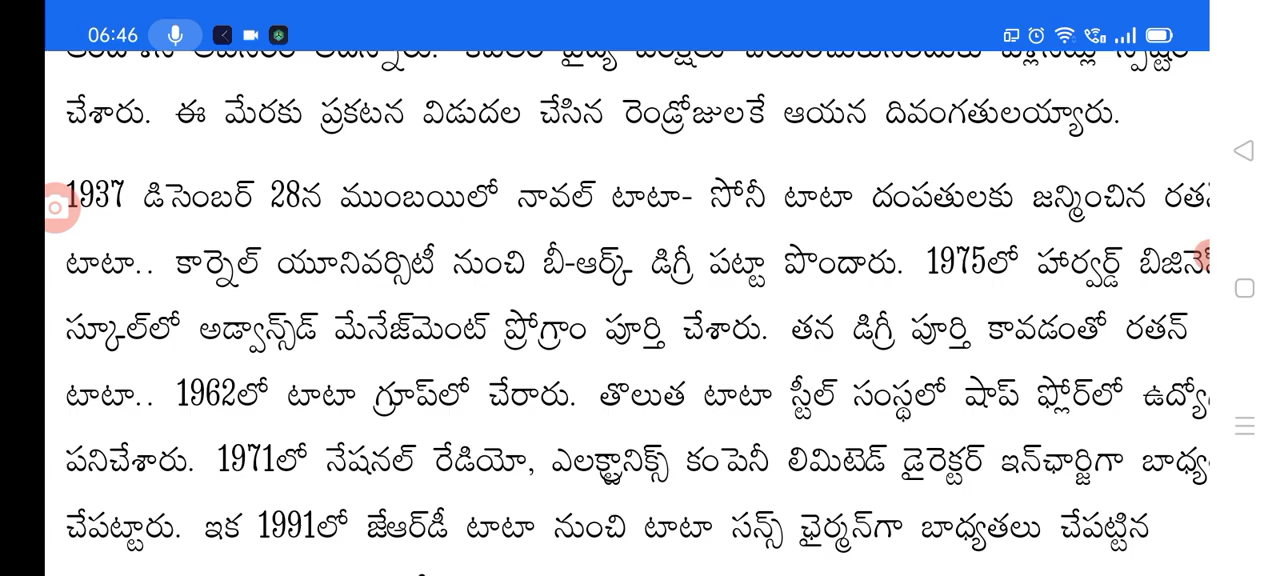 06:46
చేశారు. ఈ మేరకు ప్రకటన విడుదల చేసిన రెండ్రోజులకే ఆయన దివంగతులయ్యారు.
1937 డిసెంబర్ 28న ముంబయిలో నావల్ టాటా- సోనీ టాటా దంపతులకు జన్మించిన
టాటా.. కార్నెల్ యూనివర్సిటీ నుంచి బీ-ఆర్క్ డిగ్రీ పట్టా పొందారు. 1975లో హార్వర్డ్
స్కూల్‌లో అడ్వాన్స్‌డ్ మేనేజ్‌మెంట్ ప్రోగ్రాం పూర్తి చేశారు. తన డిగ్రీ పూర్తి కావడంతో రతన్
టాటా.. 1962లో టాటా గ్రూప్‌లో చేరారు. తొలుత టాటా స్టీల్ సంస్థలో షాప్ ఫ్లోర్‌లో
పనిచేశారు. 1971లో నేషనల్ రేడియో, ఎలక్ట్రానిక్స్ కంపెనీ లిమిటెడ్ డైరెక్టర్ ఇన్‌ఛార్జిగా
చేపట్టారు. ఇక 1991లో జేఆర్‌డీ టాటా నుంచి టాటా సన్స్ ఛైర్మన్‌గా బాధ్యతలు చేపట్టిన